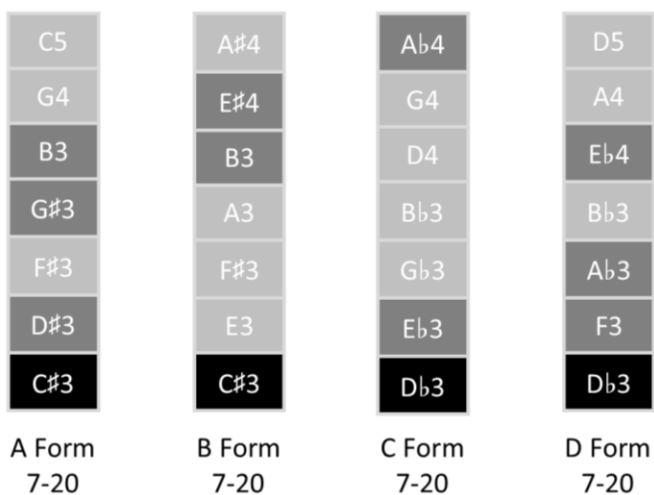 C5
G4
B3
G♯3
F♯3
D♯3
C♯3
A Form
7-20
A♯4
E♯4
B3
A3
F♯3
E3
C♯3
B Form
7-20
A♭4
G4
D4
B♭3
G♭3
E♭3
D♭3
C Form
7-20
D5
A4
E♭4
B♭3
A♭3
F3
D♭3
D Form
7-20